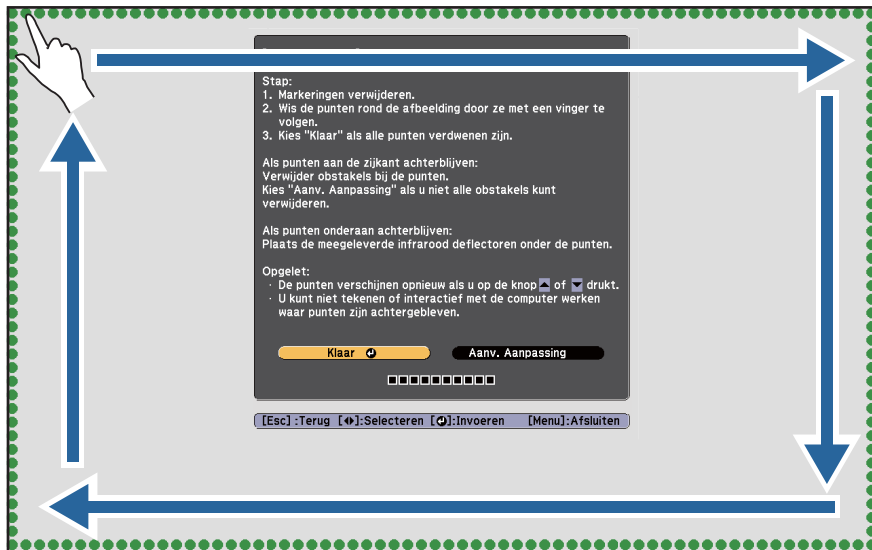 Stap:
1. Markeringen verwijderen.
2. Wis de punten rond de afbeelding door ze met een vinger te
volgen.
3. Kies "Klaar" als alle punten verdwenen zijn.
Als punten aan de zijkant achterblijven:
Verwijder obstakels bij de punten.
Kies "Aanv. Aanpassing" als u niet alle obstakels kunt
verwijderen.
Als punten onderaan achterblijven:
Plaats de meegeleverde infrarood deflectoren onder de punten.
Opgelet:
· De punten verschijnen opnieuw als u op de knop ▲ of ▼ drukt.
· U kunt niet tekenen of interactief met de computer werken
waar punten zijn achtergebleven.
Klaar Aanv. Aanpassing
[Esc] :Terug [◀▶]:Selecteren [⏎]:Invoeren [Menu]:Afsluiten